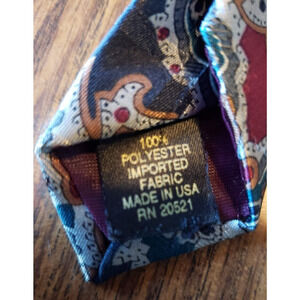 100%
POLYESTER
IMPORTED
FABRIC
MADE IN USA
RN 20521